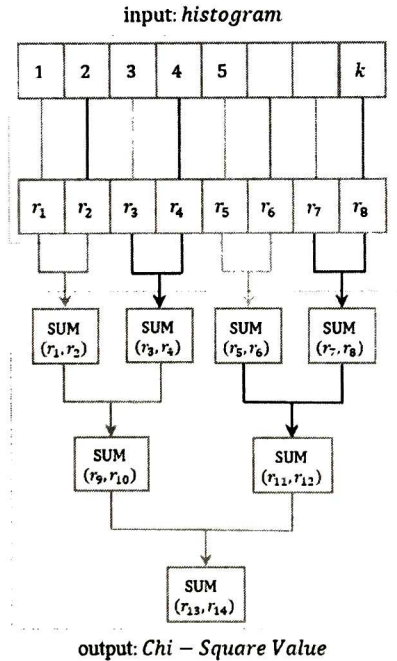 input: histogram
1 2 3 4 5 k
r₁ r₂ r₃ r₄ r₅ r₆ r₇ r₈
SUM SUM SUM SUM
(r₁, r₂) (r₃, r₄) (r₅, r₆) (r₇, r₈)
SUM SUM
(r₉, r₁₀) (r₁₁, r₁₂)
SUM
(r₁₃, r₁₄)
output: Chi − Square Value